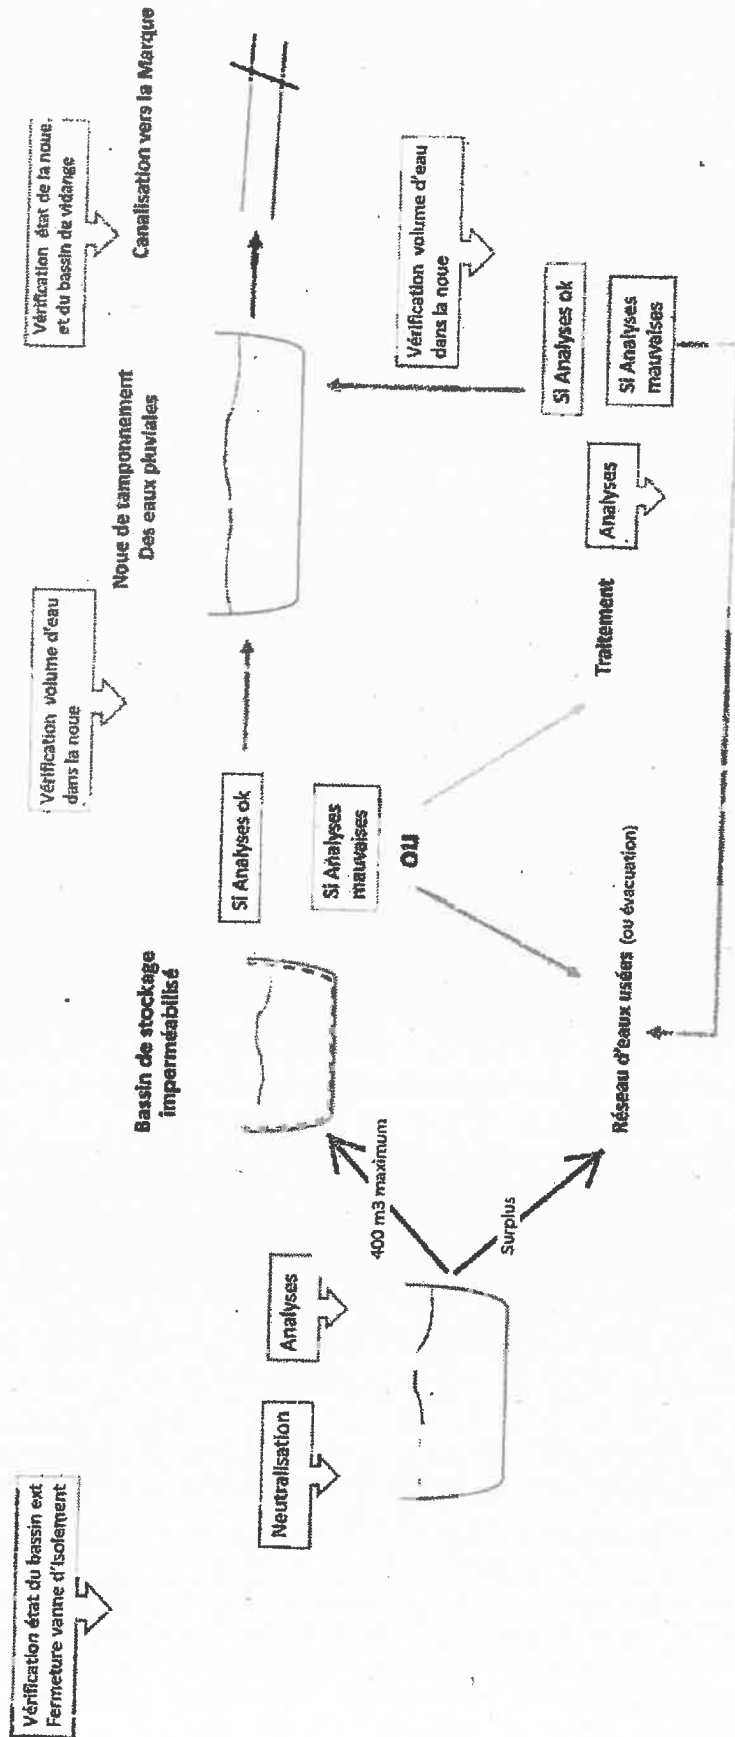 Vérification état du bassin ext
Fermeture vanne d'isolement
Neutralisation
Analyses
400 m3 maximum
Surplus
Bassin de stockage
imperméabilisé
Réseau d'eaux usées (ou évacuation)
Si Analyses ok
Si Analyses
mauvaises
ou
Vérification volume d'eau
dans la noue
Noue de tamponnement
Des eaux pluviales
Traitement
Analyses
Vérification état de la noue
et du bassin de vidange
Canalisation vers la Marque
Vérification volume d'eau
dans la noue
Si Analyses ok
Si Analyses
mauvaises